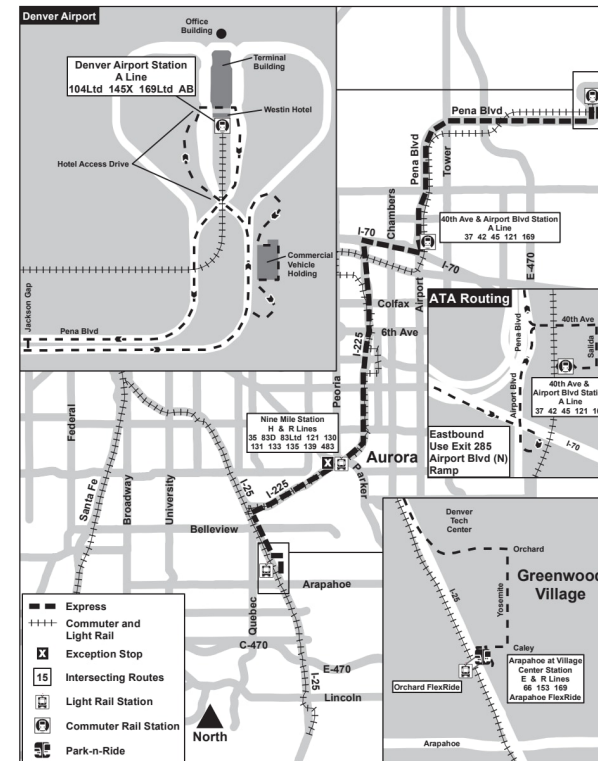 Denver Airport
Office
Building
Denver Airport Station
A Line
104Ltd 145X 169Ltd AB
Terminal
Building
Westin Hotel
Hotel Access Drive
Commercial
Vehicle
Holding
Jackson Gap
Pena Blvd
Pena Blvd
Pena Blvd
Tower
Chambers
40th Ave & Airport Blvd Station
A Line
37 42 45 121 169
I-70
I-70
E-470
Airport
Colfax
6th Ave
I-225
Peoria
ATA Routing
Pena Blvd
40th Ave
Salida
40th Ave &
Airport Blvd Stati
A Line
37 42 45 121 16
Airport Blvd
I-70
Eastbound
Use Exit 285
Airport Blvd (N)
Ramp
Nine Mile Station
H & R Lines
35 83D 83Ltd 121 130
131 133 135 139 483
Aurora
Parker
Federal
Santa Fe
Broadway
University
I-25
I-225
Belleview
Arapahoe
Quebec
C-470
E-470
I-25
Lincoln
North
Denver
Tech
Center
Orchard
Greenwood
Village
I-25
Yosemite
Caley
Arapahoe at Village
Center Station
E & R Lines
66 153 169
Arapahoe FlexRide
Orchard FlexRide
Arapahoe
Express
Commuter and
Light Rail
X Exception Stop
15 Intersecting Routes
Light Rail Station
Commuter Rail Station
Park-n-Ride
X